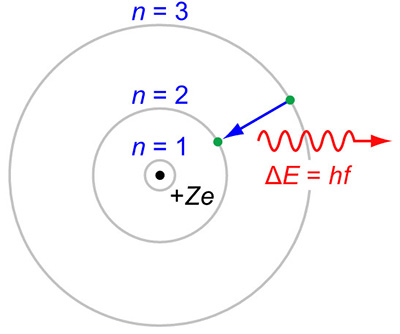 n = 3
n = 2
n = 1
+Ze
ΔE = hf